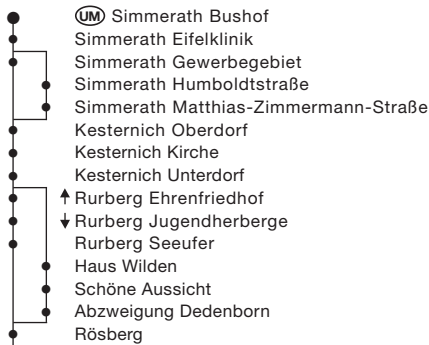 UM Simmerath Bushof
Simmerath Eifelklinik
Simmerath Gewerbegebiet
Simmerath Humboldtstraße
Simmerath Matthias-Zimmermann-Straße
Kesternich Oberdorf
Kesternich Kirche
Kesternich Unterdorf
↑ Rurberg Ehrenfriedhof
↓ Rurberg Jugendherberge
Rurberg Seeufer
Haus Wilden
Schöne Aussicht
Abzweigung Dedenborn
Rösberg